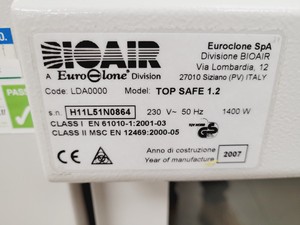 BIOAIR
A Euroclone Division
Euroclone SpA
Divisione BIOAIR
Via Lombardia, 12
27010 Siziano (PV) ITALY
Code: LDA0000
Model: TOP SAFE 1.2
s.n. H11L51N0864
230 V~ 50 Hz
1400 W
CLASS I EN 61010-1:2001-03
CLASS II MSC EN 12469:2000-05
CE
Anno di costruzione
Year of manufacture
2007
PAS